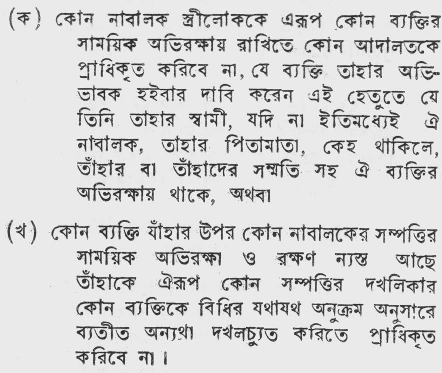 (ক) কোন নাবালক স্ত্রীলোককে এরূপ কোন ব্যক্তির
সাময়িক অভিরক্ষায় রাখিতে কোন আদালতকে
প্রাধিকৃত করিবে না, যে ব্যক্তি তাহার অভি-
ভাবক হইবার দাবি করেন এই হেতুতে যে
তিনি তাহার স্বামী, যদি না ইতিমধ্যেই ঐ
নাবালক, তাহার পিতামাতা, কেহ থাকিলে,
তাঁহার বা তাঁহাদের সম্মতি সহ ঐ ব্যক্তির
অভিরক্ষায় থাকে, অথবা
(খ) কোন ব্যক্তি যাঁহার উপর কোন নাবালকের সম্পত্তির
সাময়িক অভিরক্ষা ও রক্ষণ ন্যস্ত আছে
তাঁহাকে ঐরূপ কোন সম্পত্তির দখলিকার
কোন ব্যক্তিকে বিধির যথাযথ অনুক্রম অনুসারে
ব্যতীত অন্যথা দখলচ্যুত করিতে প্রাধিকৃত
করিবে না।